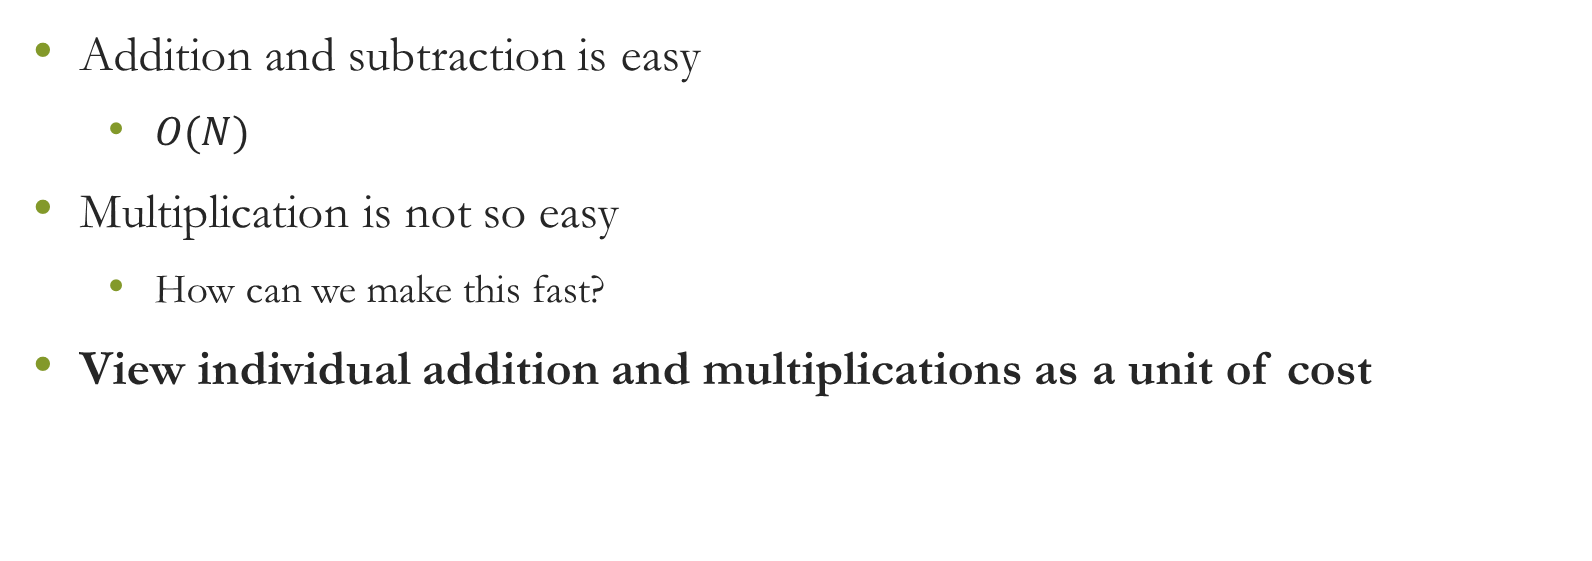 • Addition and subtraction is easy
• O(N)
• Multiplication is not so easy
• How can we make this fast?
• View individual addition and multiplications as a unit of cost